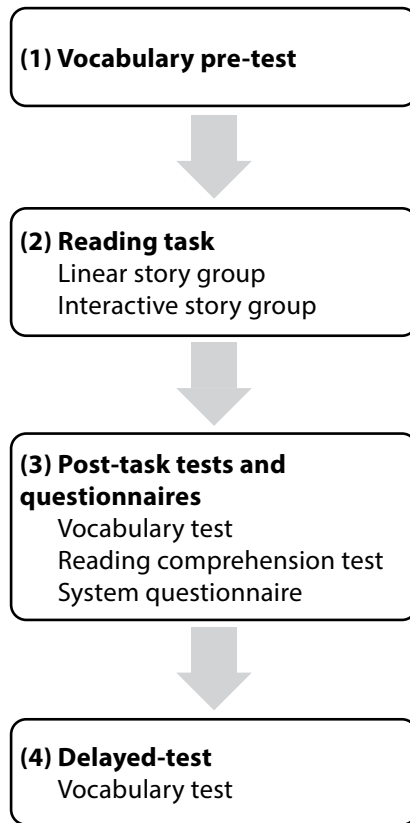 (1) Vocabulary pre-test
(2) Reading task
Linear story group
Interactive story group
(3) Post-task tests and
questionnaires
Vocabulary test
Reading comprehension test
System questionnaire
(4) Delayed-test
Vocabulary test